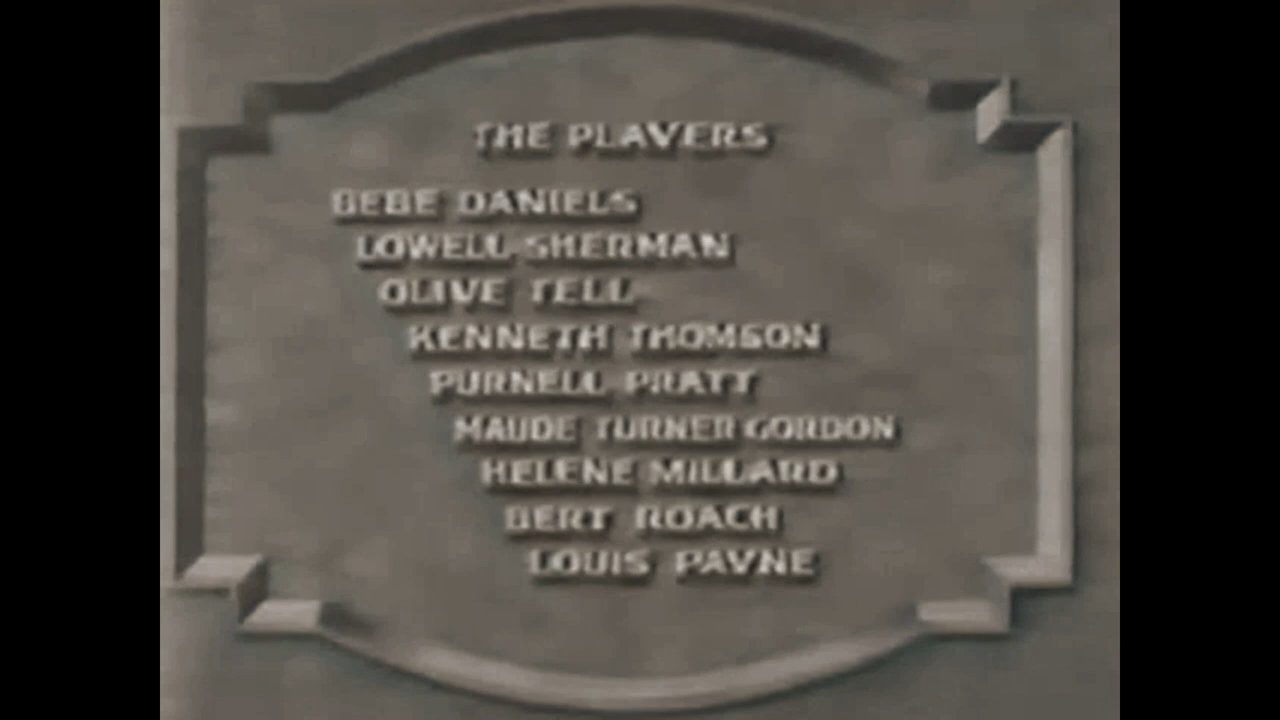 THE PLAYERS
BEBE DANIELS
LOWELL SHERMAN
OLIVE TELL
KENNETH THOMSON
PURNELL PRATT
MAUDE TURNER GORDON
HELENE MILLARD
BERT ROACH
LOUIS PAYNE